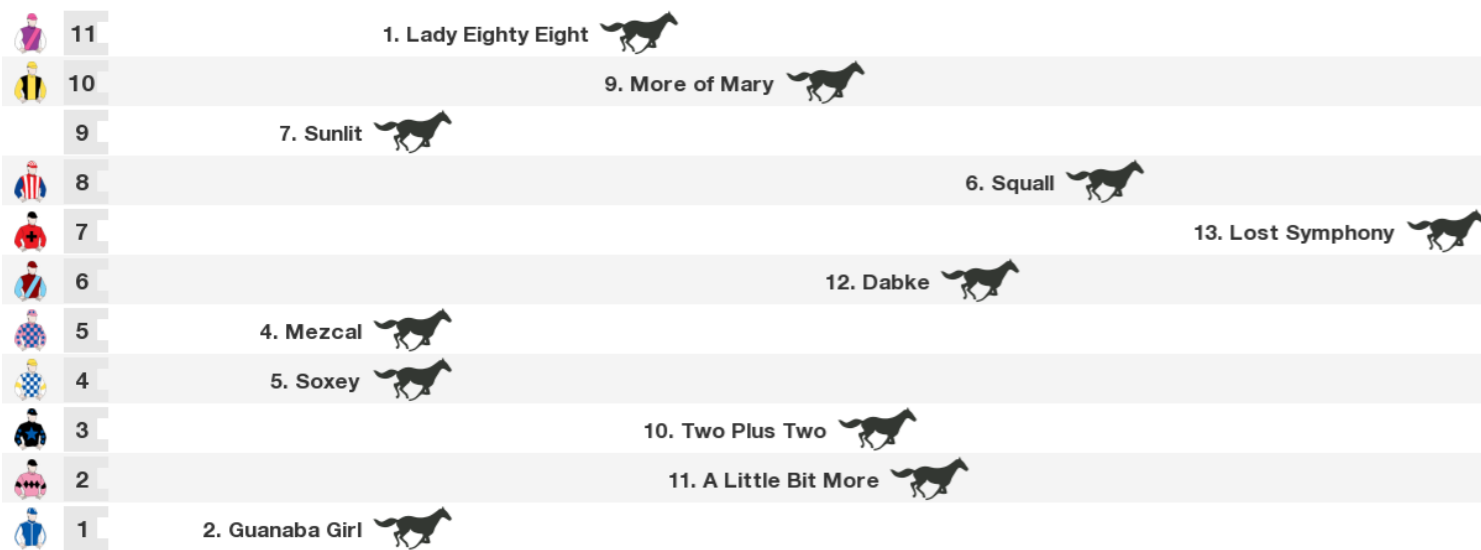 11 1. Lady Eighty Eight
10 9. More of Mary
9 7. Sunlit
8 6. Squall
7 13. Lost Symphony
6 12. Dabke
5 4. Mezcal
4 5. Soxey
3 10. Two Plus Two
2 11. A Little Bit More
1 2. Guanaba Girl